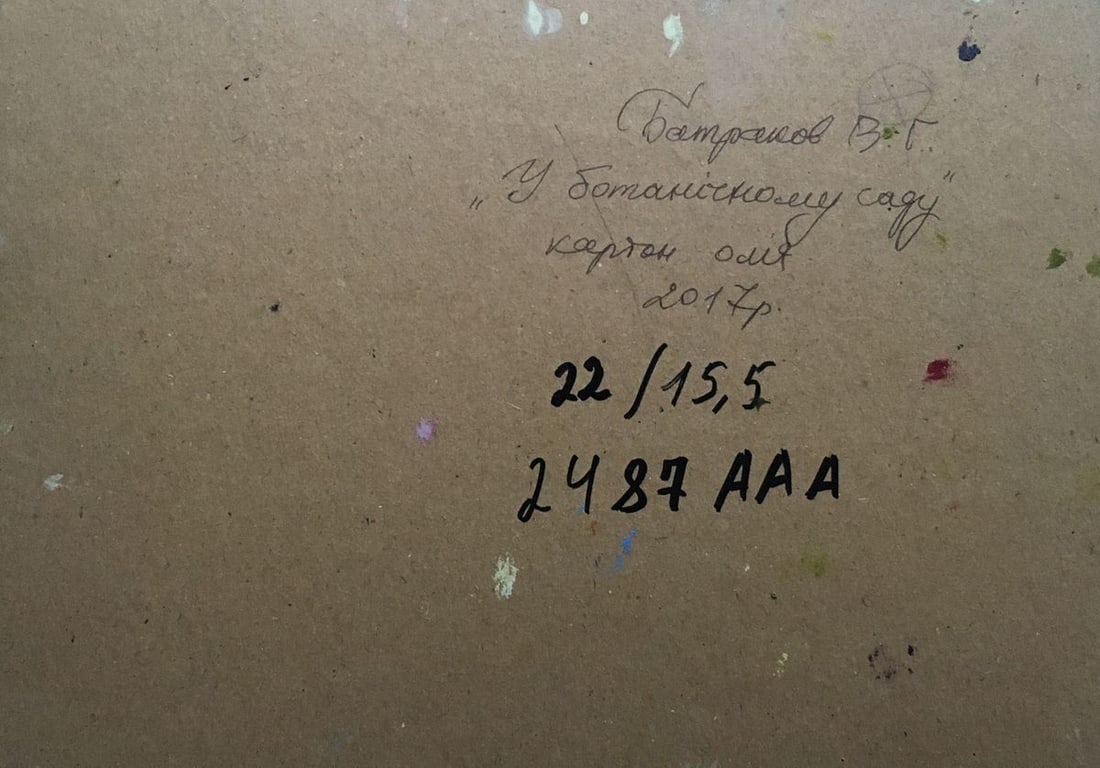 Батраков В.Г.
„У ботанічному саду"
картон олія
2017р.
22/15,5
2487 AAA